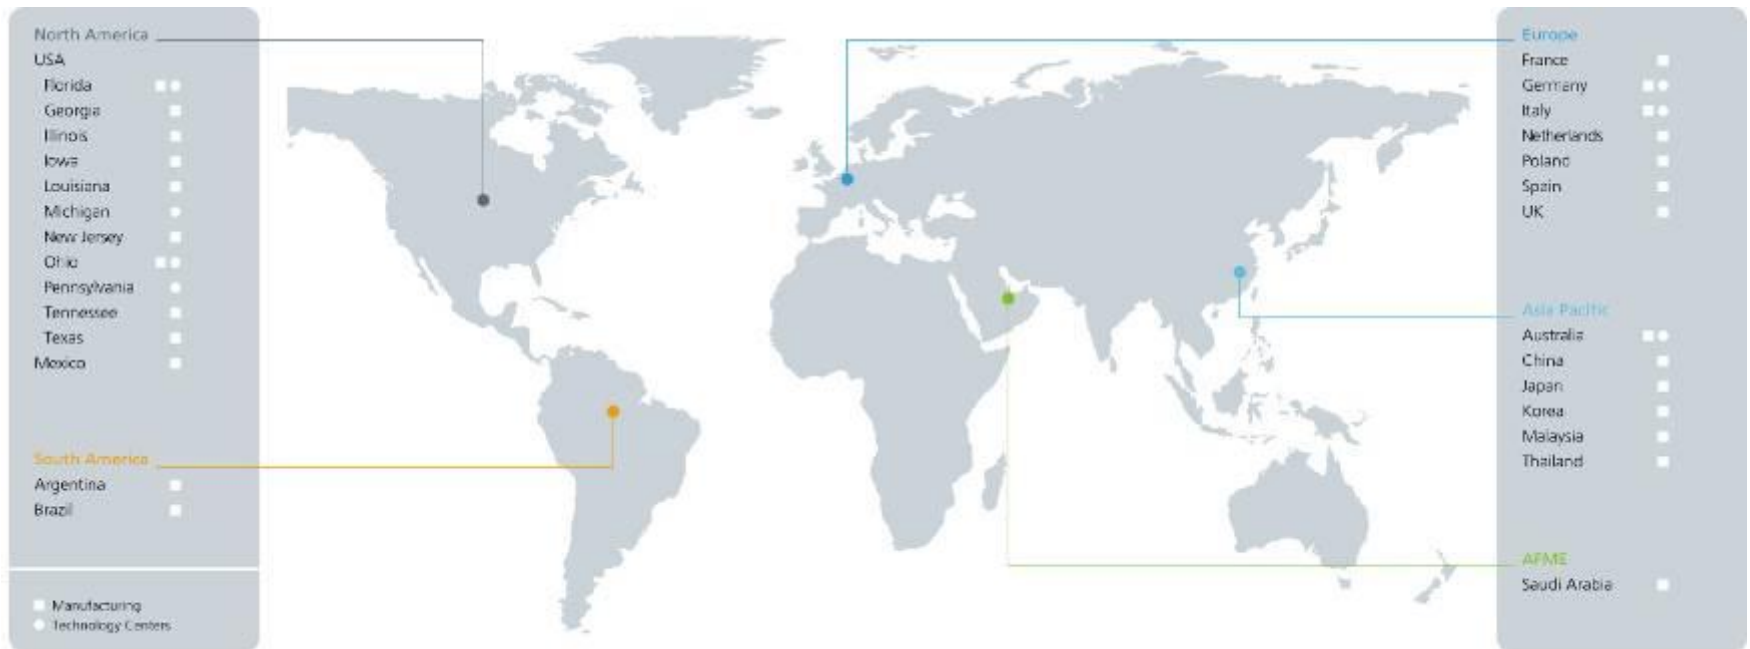 North America
USA
Florida
Georgia
Illinois
Iowa
Louisiana
Michigan
New Jersey
Ohio
Pennsylvania
Tennessee
Texas
Mexico
South America
Argentina
Brazil
Manufacturing
Technology Centers
Europe
France
Germany
Italy
Netherlands
Poland
Spain
UK
Asia Pacific
Australia
China
Japan
Korea
Malaysia
Thailand
AFME
Saudi Arabia